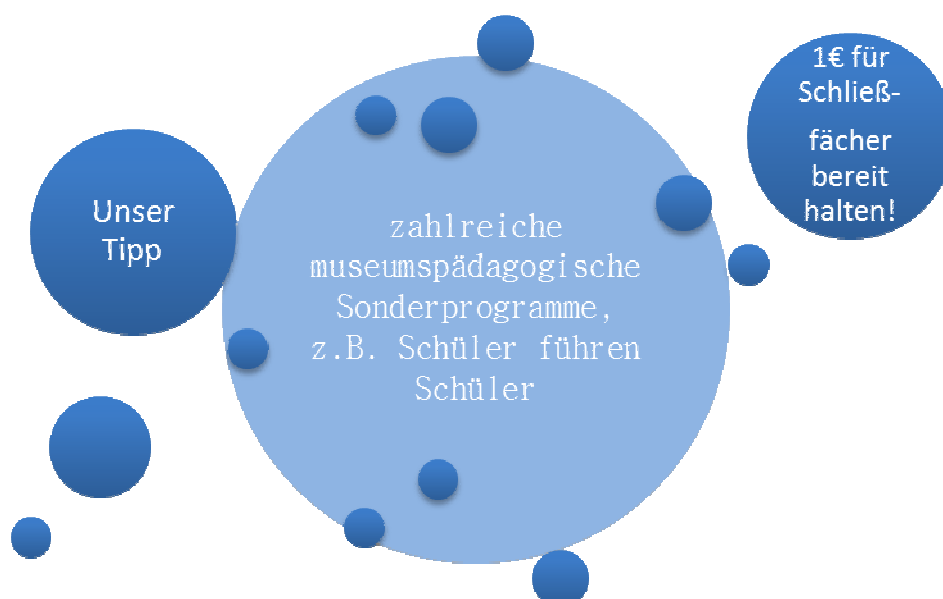 Unser
Tipp
zahlreiche
museumspädagogische
Sonderprogramme,
z.B. Schüler führen
Schüler
1€ für
Schließ-
fächer
bereit
halten!